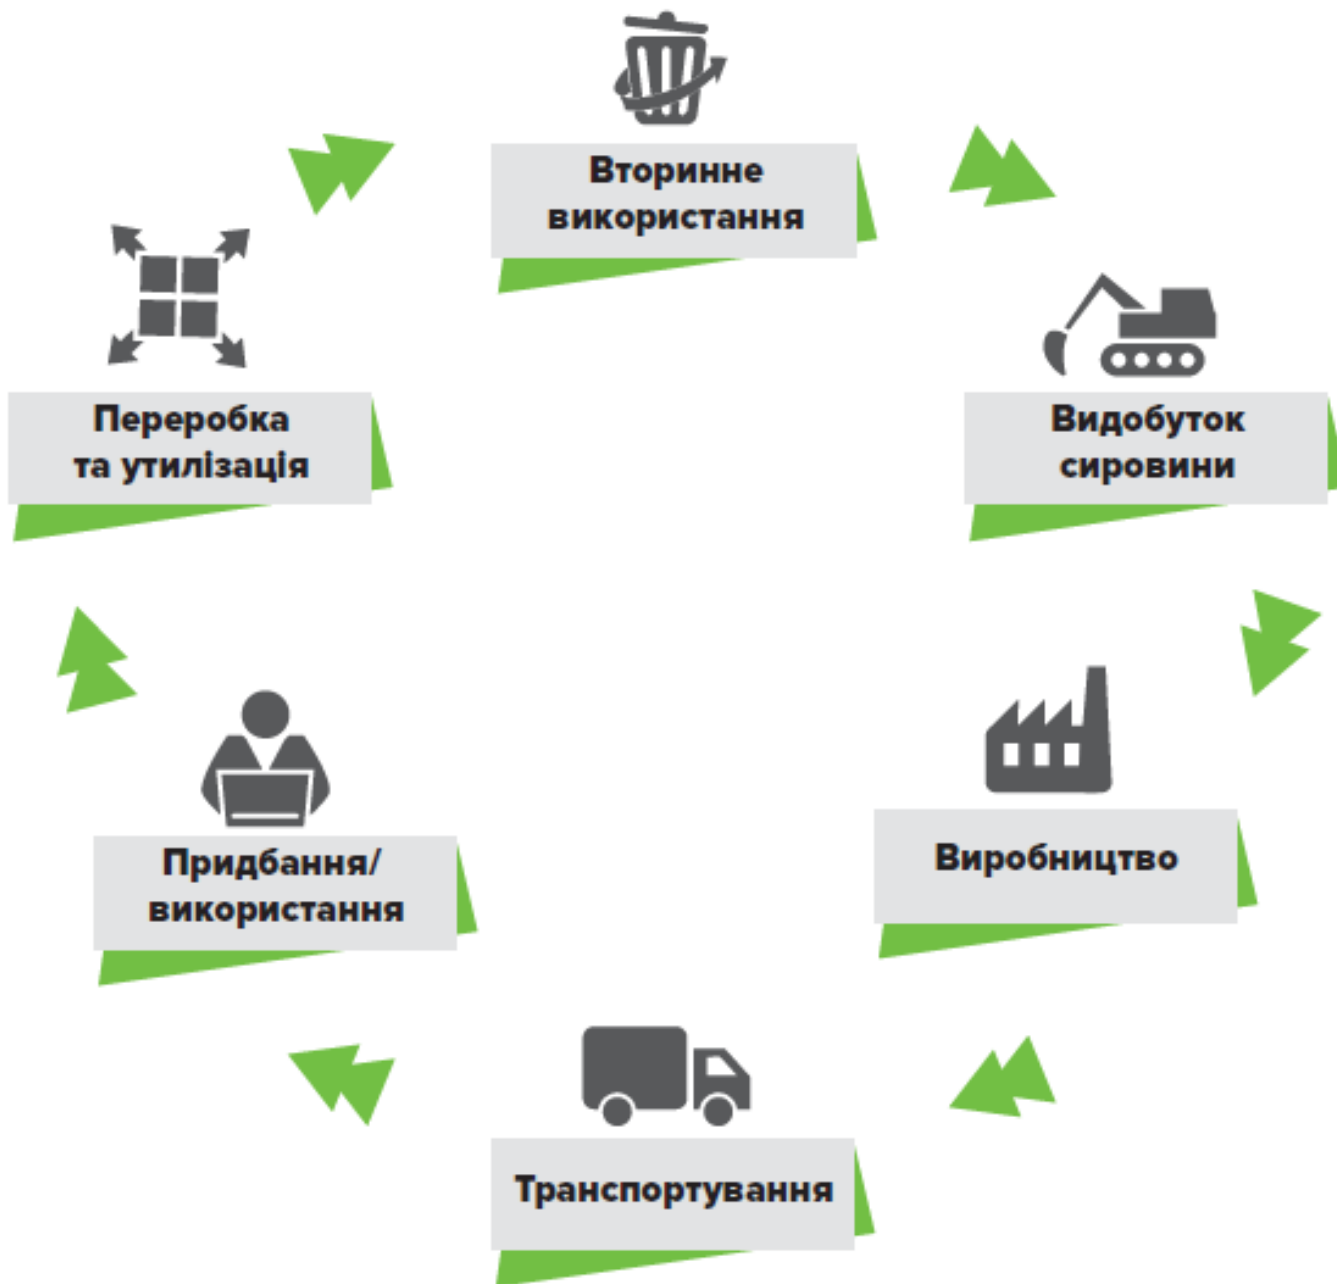 Вторинне
використання
Переробка
та утилізація
Видобуток
сировини
Придбання/
використання
Виробництво
Транспортування